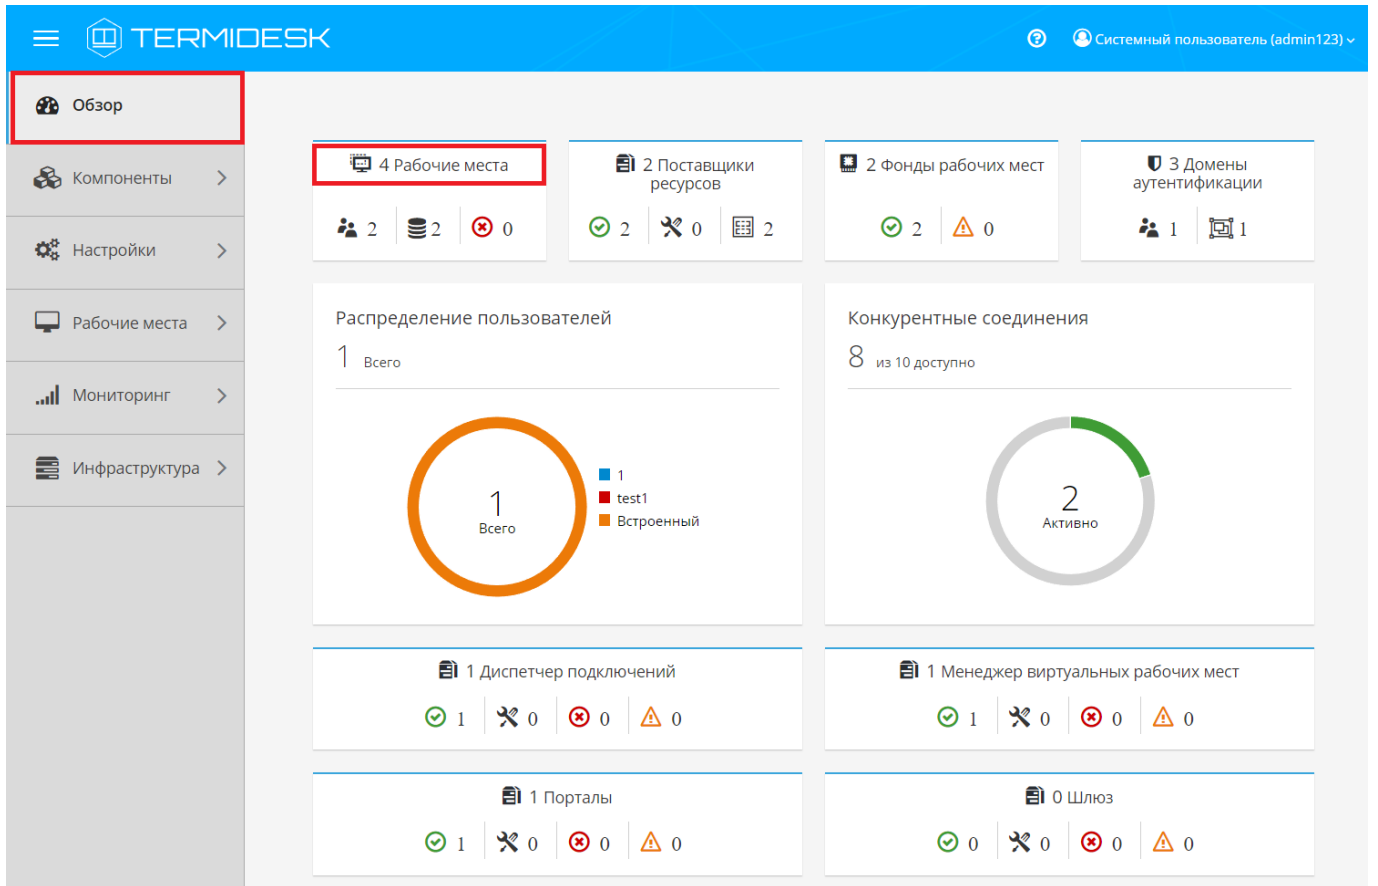 TERMIDESK
Системный пользователь (admin123)
Обзор
Компоненты
Настройки
Рабочие места
Мониторинг
Инфраструктура
4 Рабочие места
2 2 0
2 Поставщики
ресурсов
2 0 2
2 Фонды рабочих мест
2 0
3 Домены
аутентификации
1 1
Распределение пользователей
1 Всего
1
Всего
1
test1
Встроенный
Конкурентные соединения
8 из 10 доступно
2
Активно
1 Диспетчер подключений
1 0 0 0
1 Менеджер виртуальных рабочих мест
1 0 0 0
1 Порталы
1 0 0 0
0 Шлюз
0 0 0 0